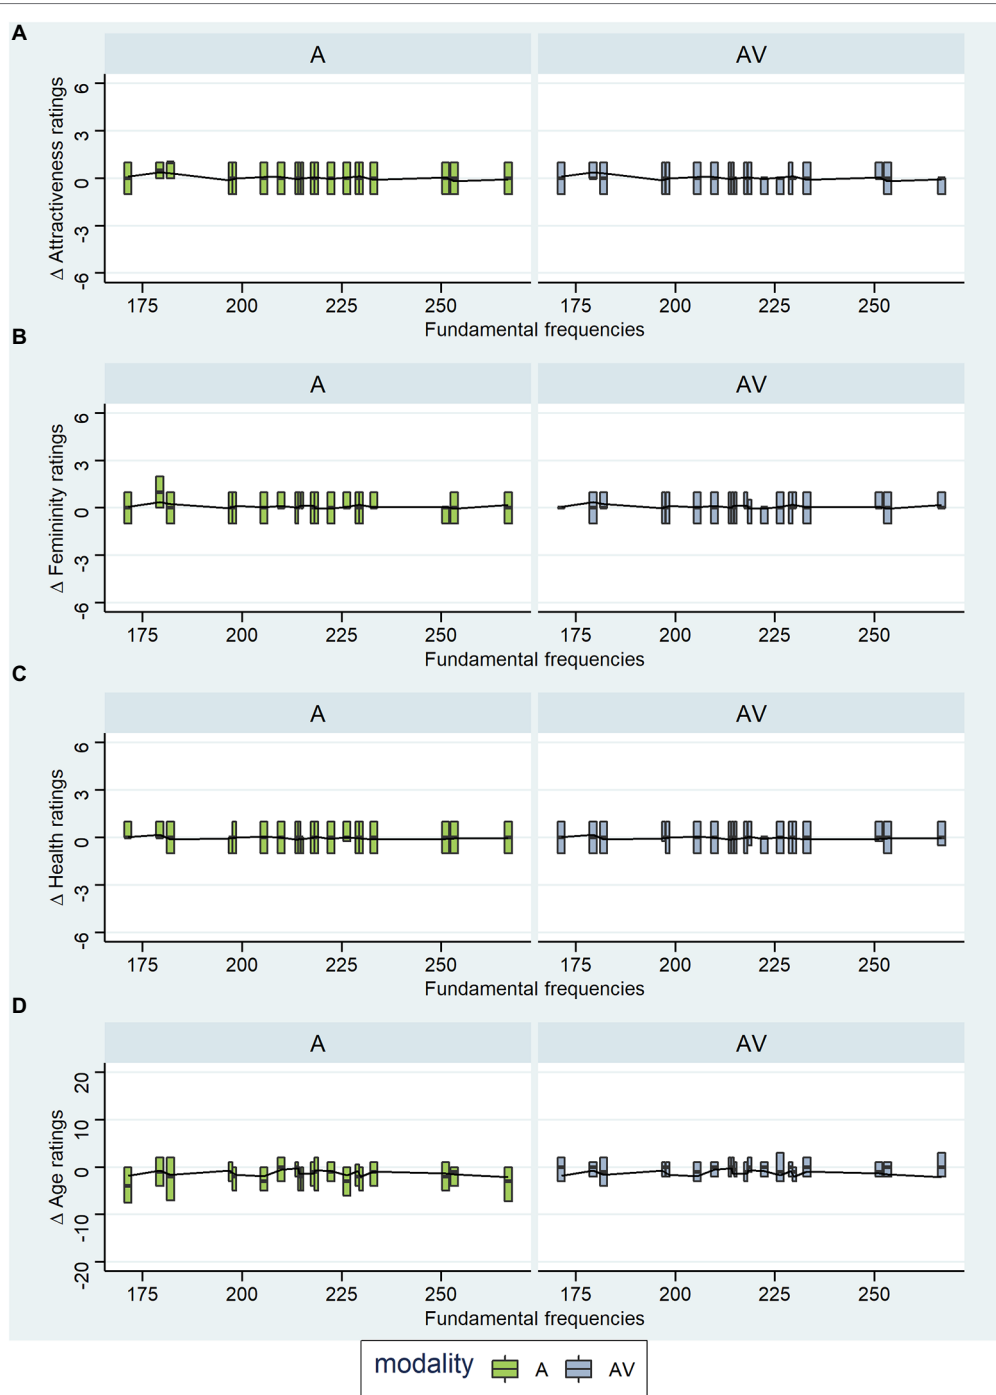 A
A AV
Δ Attractiveness ratings
6
3
0
-3
-6
175 200 225 250 175 200 225 250
Fundamental frequencies
B
A AV
Δ Femininity ratings
6
3
0
-3
-6
175 200 225 250 175 200 225 250
Fundamental frequencies
C
A AV
Δ Health ratings
6
3
0
-3
-6
175 200 225 250 175 200 225 250
Fundamental frequencies
D
A AV
Δ Age ratings
20
10
0
-10
-20
175 200 225 250 175 200 225 250
Fundamental frequencies
modality A AV